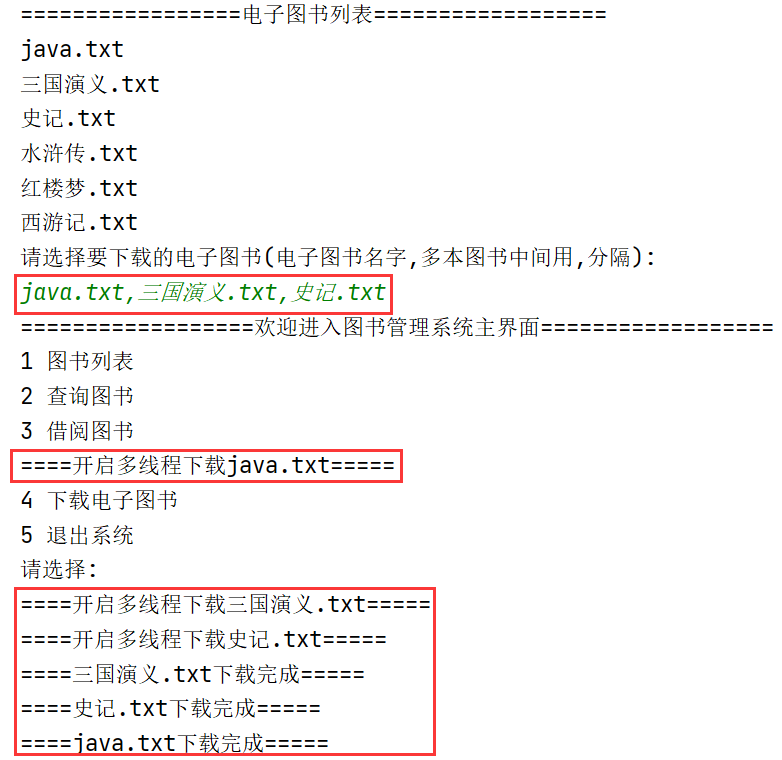 =================电子图书列表==================
java.txt
三国演义.txt
史记.txt
水浒传.txt
红楼梦.txt
西游记.txt
请选择要下载的电子图书(电子图书名字,多本图书中间用,分隔):
java.txt,三国演义.txt,史记.txt
==================欢迎进入图书管理系统主界面==================
1 图书列表
2 查询图书
3 借阅图书
====开启多线程下载java.txt=====
4 下载电子图书
5 退出系统
请选择:
====开启多线程下载三国演义.txt=====
====开启多线程下载史记.txt=====
====三国演义.txt下载完成=====
====史记.txt下载完成=====
====java.txt下载完成=====